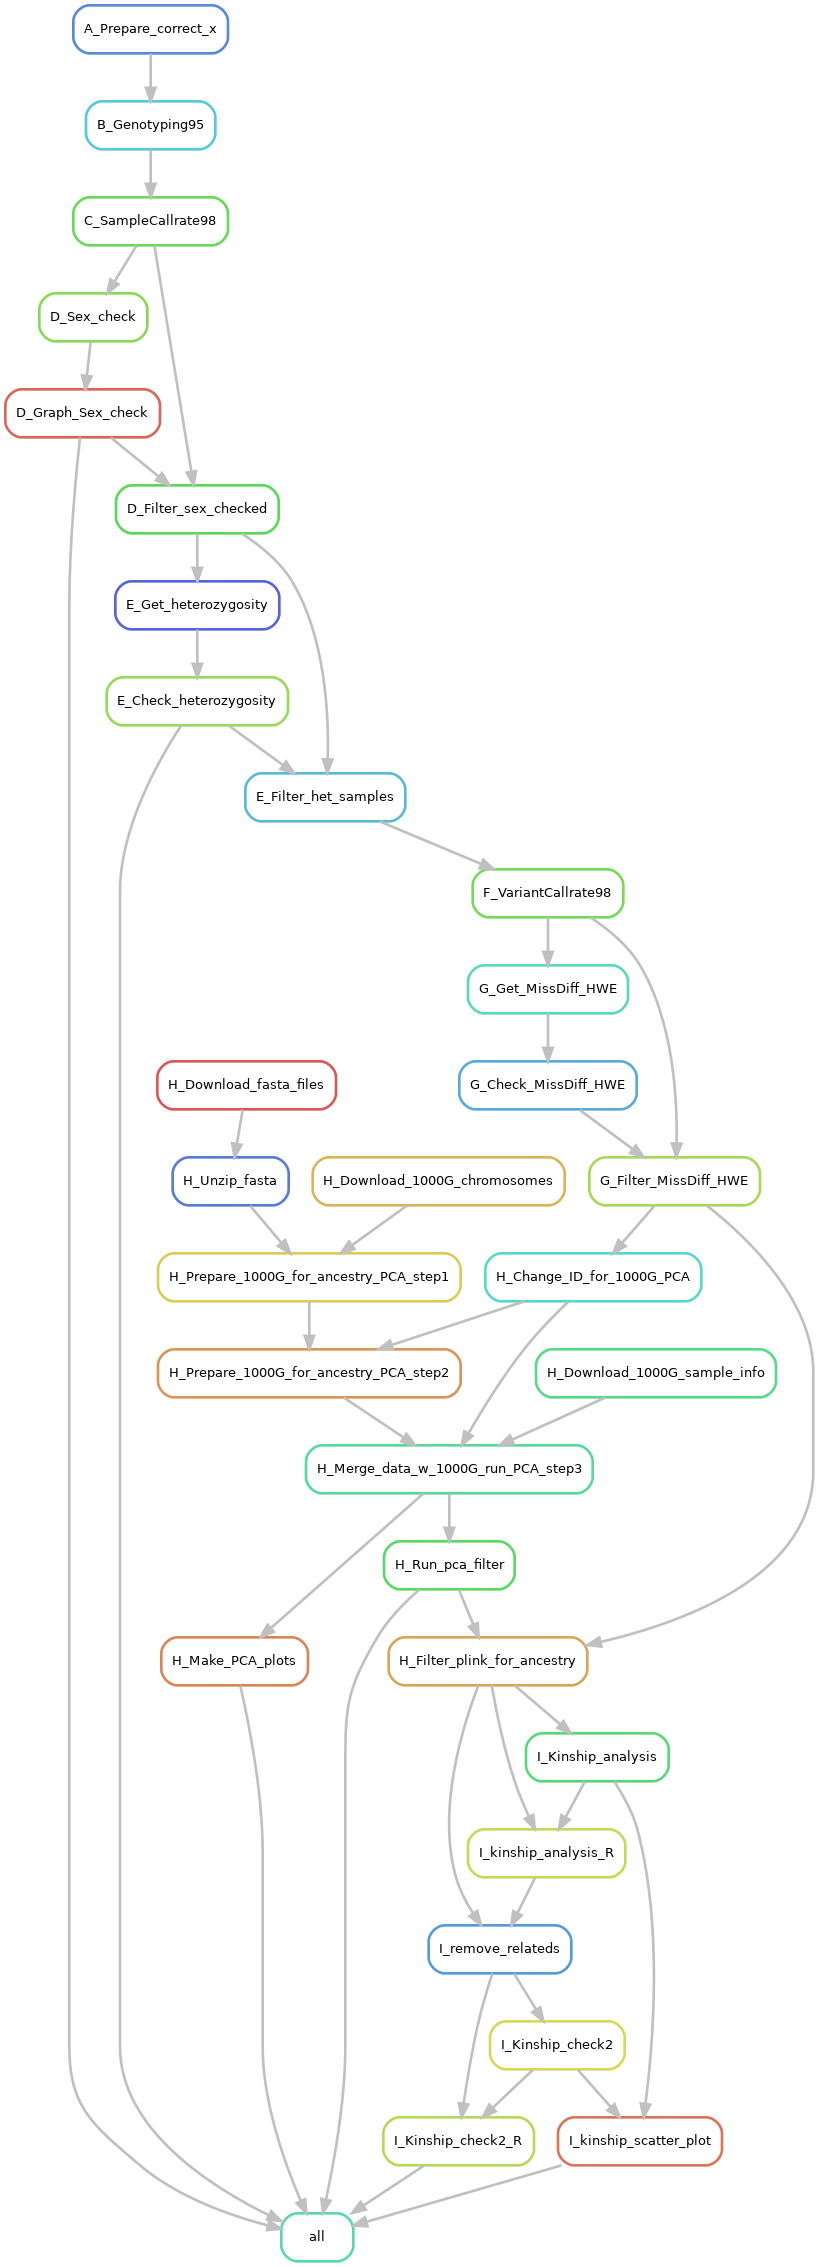 A_Prepare_correct_x
B_Genotyping95
C_SampleCallrate98
D_Sex_check
D_Graph_Sex_check
D_Filter_sex_checked
E_Get_heterozygosity
E_Check_heterozygosity
E_Filter_het_samples
F_VariantCallrate98
G_Get_MissDiff_HWE
H_Download_fasta_files
G_Check_MissDiff_HWE
H_Unzip_fasta
H_Download_1000G_chromosomes
G_Filter_MissDiff_HWE
H_Prepare_1000G_for_ancestry_PCA_step1
H_Change_ID_for_1000G_PCA
H_Prepare_1000G_for_ancestry_PCA_step2
H_Download_1000G_sample_info
H_Merge_data_w_1000G_run_PCA_step3
H_Run_pca_filter
H_Make_PCA_plots
H_Filter_plink_for_ancestry
I_Kinship_analysis
I_kinship_analysis_R
I_remove_relateds
I_Kinship_check2
I_Kinship_check2_R
I_kinship_scatter_plot
all